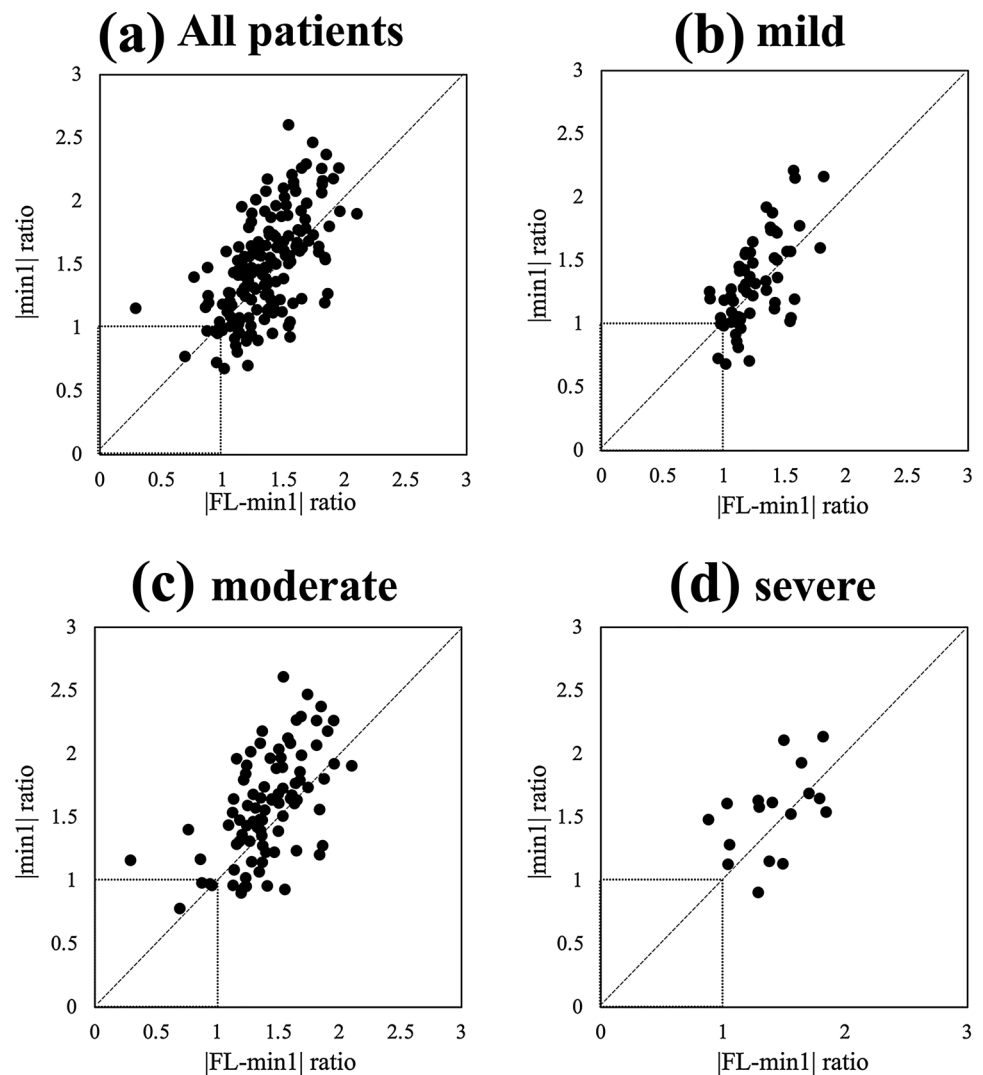 (a) All patients
3
2.5
2
1.5
1
0.5
0
|min1| ratio
0 0.5 1 1.5 2 2.5 3
|FL-min1| ratio
(b) mild
3
2.5
2
1.5
1
0.5
0
|min1| ratio
0 0.5 1 1.5 2 2.5 3
|FL-min1| ratio
(c) moderate
3
2.5
2
1.5
1
0.5
0
|min1| ratio
0 0.5 1 1.5 2 2.5 3
|FL-min1| ratio
(d) severe
3
2.5
2
1.5
1
0.5
0
|min1| ratio
0 1 2 3
|FL-min1| ratio